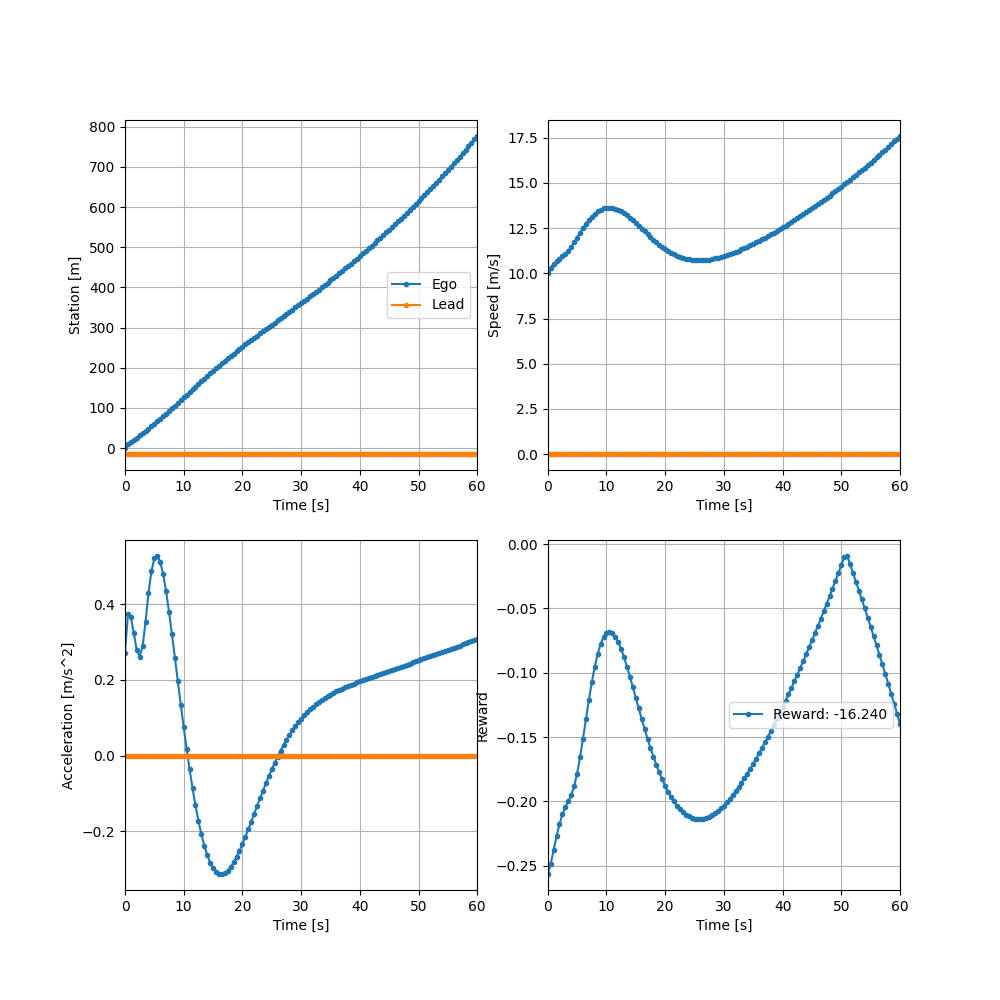 800
700
600
500
400
300
200
100
0
Station [m]
0 10 20 30 40 50 60
Time [s]
Ego
Lead
17.5
15.0
12.5
10.0
7.5
5.0
2.5
0.0
Speed [m/s]
0 10 20 30 40 50 60
Time [s]
0.4
0.2
0.0
−0.2
Acceleration [m/s^2]
0 10 20 30 40 50 60
Time [s]
0.00
−0.05
−0.10
−0.15
−0.20
−0.25
Reward
0 10 20 30 40 50 60
Time [s]
Reward: -16.240